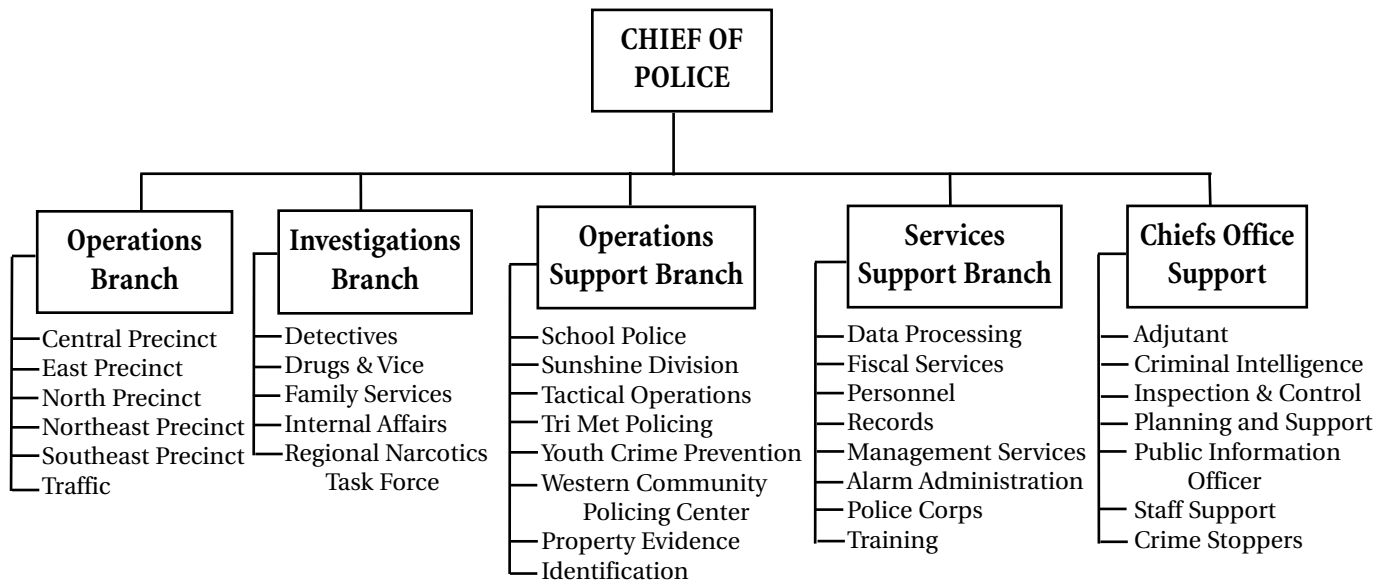 CHIEF OF
POLICE
Operations
Branch
Central Precinct
East Precinct
North Precinct
Northeast Precinct
Southeast Precinct
Traffic
Investigations
Branch
Detectives
Drugs & Vice
Family Services
Internal Affairs
Regional Narcotics
Task Force
Operations
Support Branch
School Police
Sunshine Division
Tactical Operations
Tri Met Policing
Youth Crime Prevention
Western Community
Policing Center
Property Evidence
Identification
Services
Support Branch
Data Processing
Fiscal Services
Personnel
Records
Management Services
Alarm Administration
Police Corps
Training
Chiefs Office
Support
Adjutant
Criminal Intelligence
Inspection & Control
Planning and Support
Public Information
Officer
Staff Support
Crime Stoppers